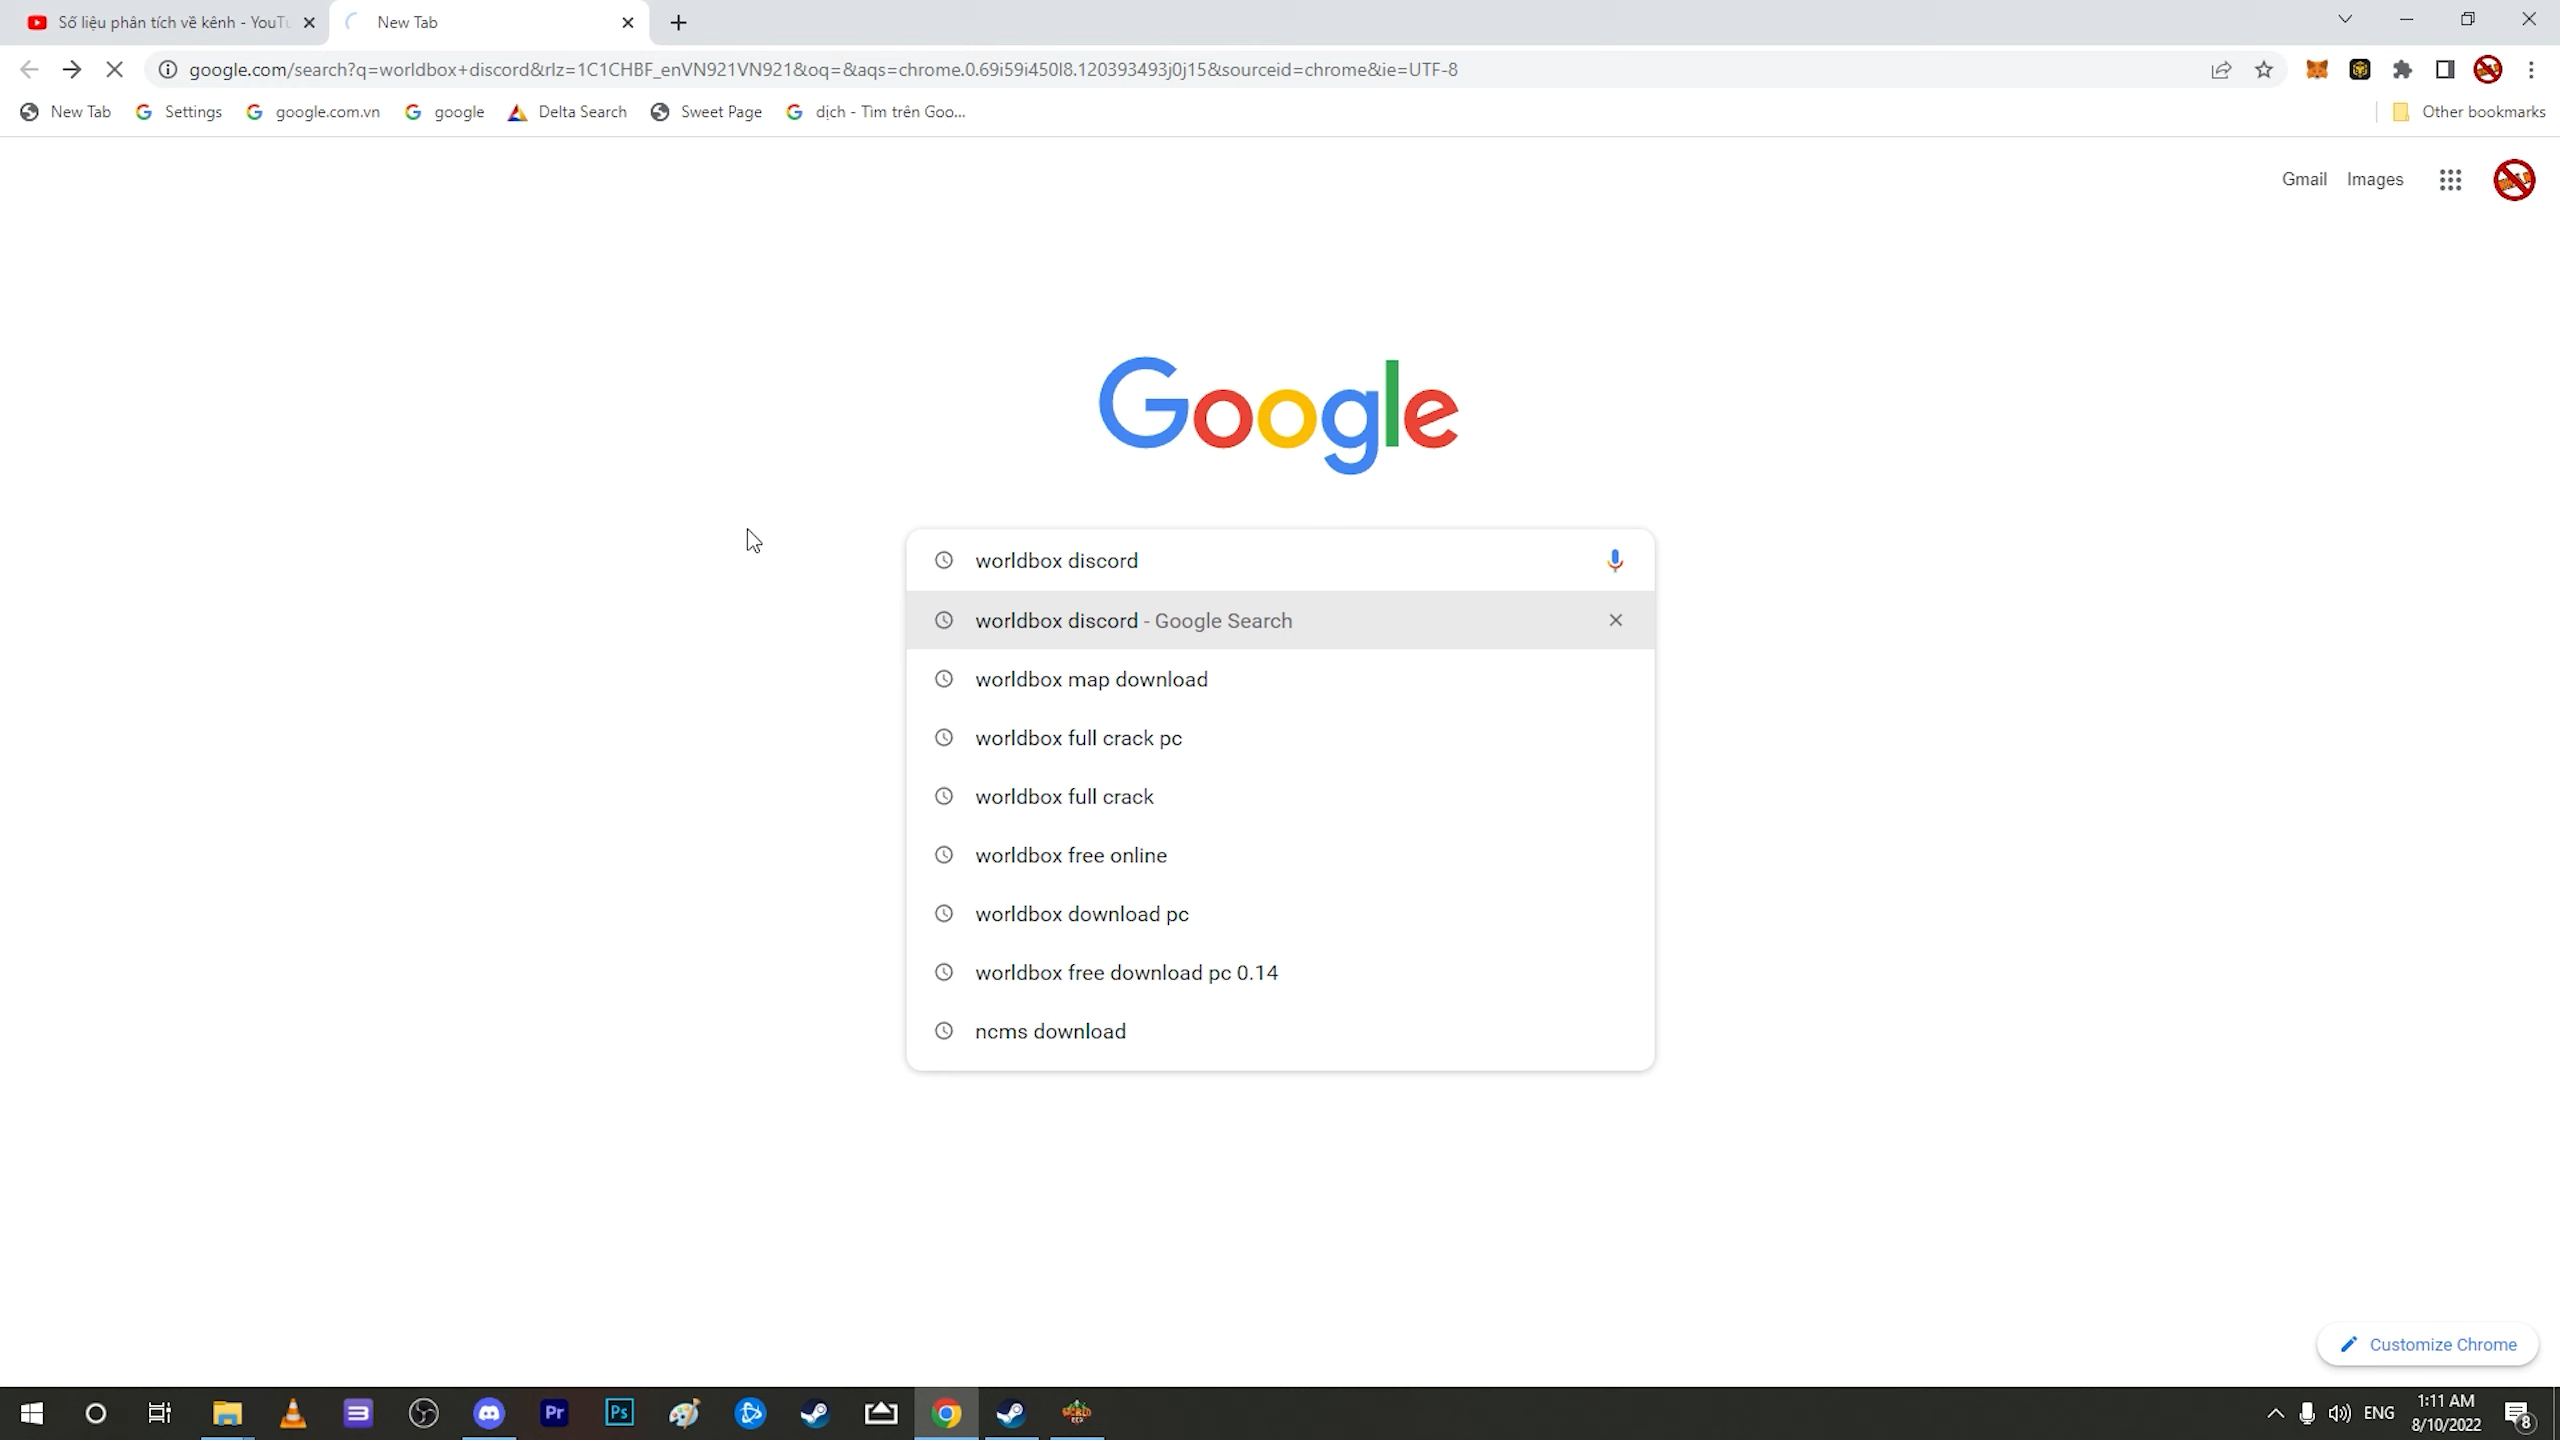 Số liệu phân tích về kênh - YouTu
New Tab
google.com/search?q=worldbox+discord&rlz=1C1CHBF_enVN921VN921&oq=&aqs=chrome.0.69i59i450l8.120393493j0j15&sourceid=chrome&ie=UTF-8
New Tab
Settings
google.com.vn
google
Delta Search
Sweet Page
dịch - Tìm trên Goo...
Other bookmarks
Gmail
Images
Google
worldbox discord
worldbox discord - Google Search
worldbox map download
worldbox full crack pc
worldbox full crack
worldbox free online
worldbox download pc
worldbox free download pc 0.14
ncms download
Customize Chrome
Pr
Ps
ENG
1:11 AM
8/10/2022
8